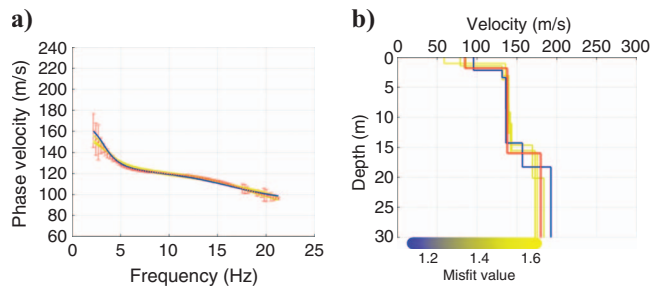 a)
240
220
200
180
160
140
120
100
80
60
Phase velocity (m/s)
0 5 10 15 20 25
Frequency (Hz)
b)
Velocity (m/s)
0 50 100 150 200 250 300
0
5
10
15
20
25
30
Depth (m)
1.2 1.4 1.6
Misfit value